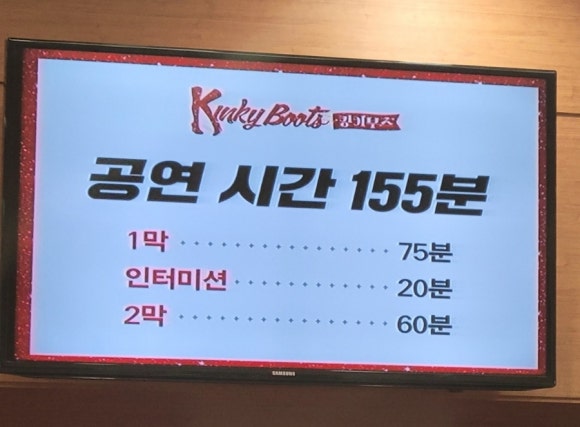 Kinky Boots 킹키부츠
공연 시간 155분
1막 75분
인터미션 20분
2막 60분
SAMSUNG